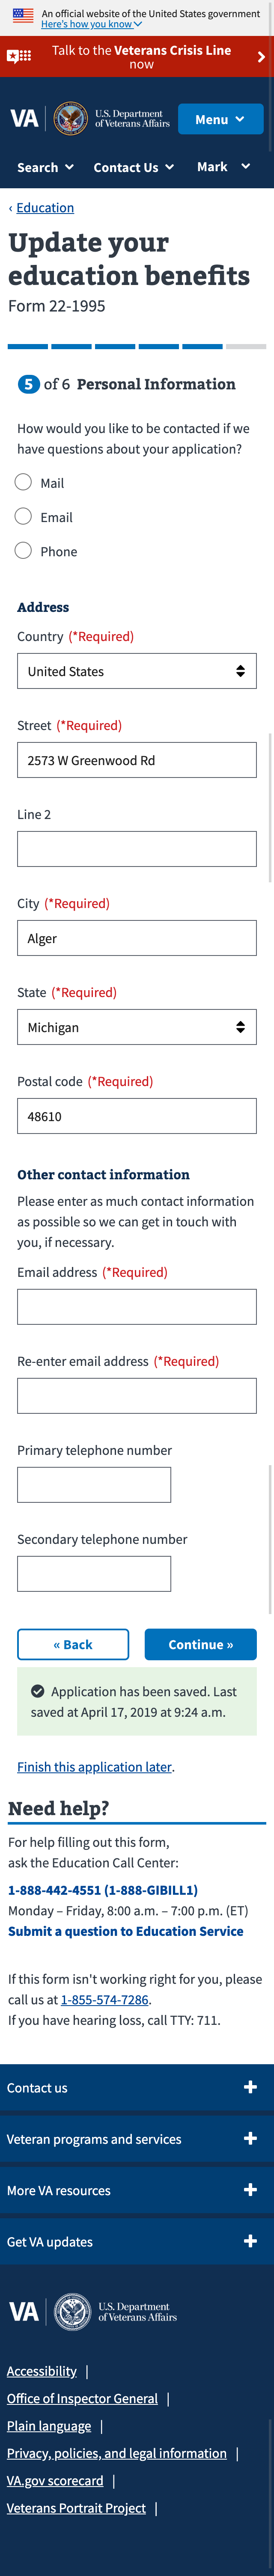 An official website of the United States government
Here's how you know
Talk to the Veterans Crisis Line
now
VA
U.S. Department
of Veterans Affairs
Menu
Search
Contact Us
Mark
‹ Education
Update your
education benefits
Form 22-1995
5 of 6 Personal Information
How would you like to be contacted if we
have questions about your application?
Mail
Email
Phone
Address
Country (*Required)
United States
Street (*Required)
2573 W Greenwood Rd
Line 2
City (*Required)
Alger
State (*Required)
Michigan
Postal code (*Required)
48610
Other contact information
Please enter as much contact information
as possible so we can get in touch with
you, if necessary.
Email address (*Required)
Re-enter email address (*Required)
Primary telephone number
Secondary telephone number
« Back
Continue »
Application has been saved. Last
saved at April 17, 2019 at 9:24 a.m.
Finish this application later.
Need help?
For help filling out this form,
ask the Education Call Center:
1-888-442-4551 (1-888-GIBILL1)
Monday – Friday, 8:00 a.m. – 7:00 p.m. (ET)
Submit a question to Education Service
If this form isn't working right for you, please
call us at 1-855-574-7286.
If you have hearing loss, call TTY: 711.
Contact us
Veteran programs and services
More VA resources
Get VA updates
VA
U.S. Department
of Veterans Affairs
Accessibility |
Office of Inspector General |
Plain language |
Privacy, policies, and legal information |
VA.gov scorecard |
Veterans Portrait Project |